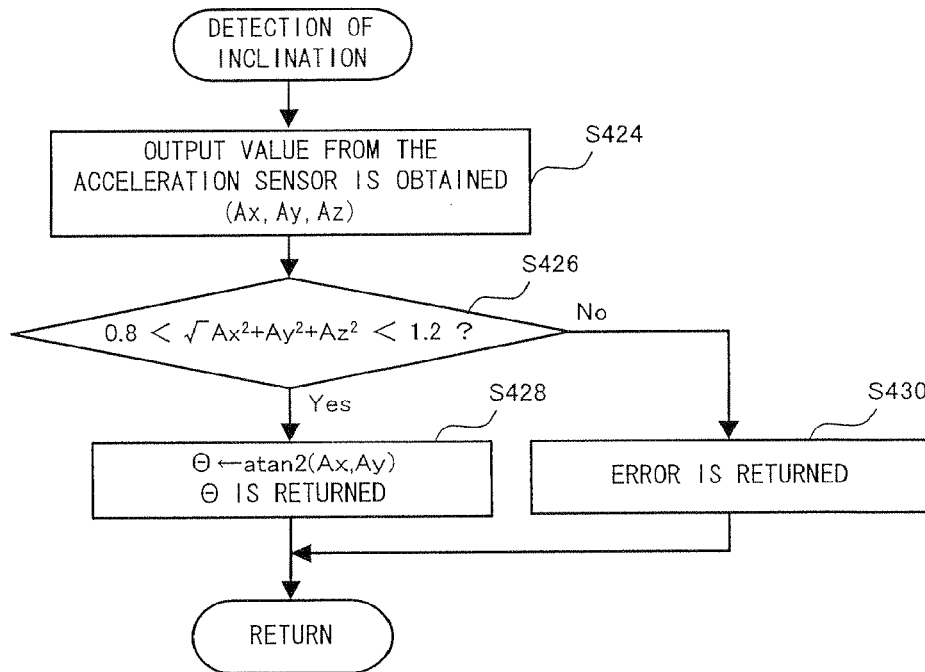 DETECTION OF
INCLINATION
S424
OUTPUT VALUE FROM THE
ACCELERATION SENSOR IS OBTAINED
(Ax, Ay, Az)
S426
0.8 < √Ax²+Ay²+Az² < 1.2 ?
No
Yes
S428
Θ←atan2(Ax,Ay)
Θ IS RETURNED
S430
ERROR IS RETURNED
RETURN